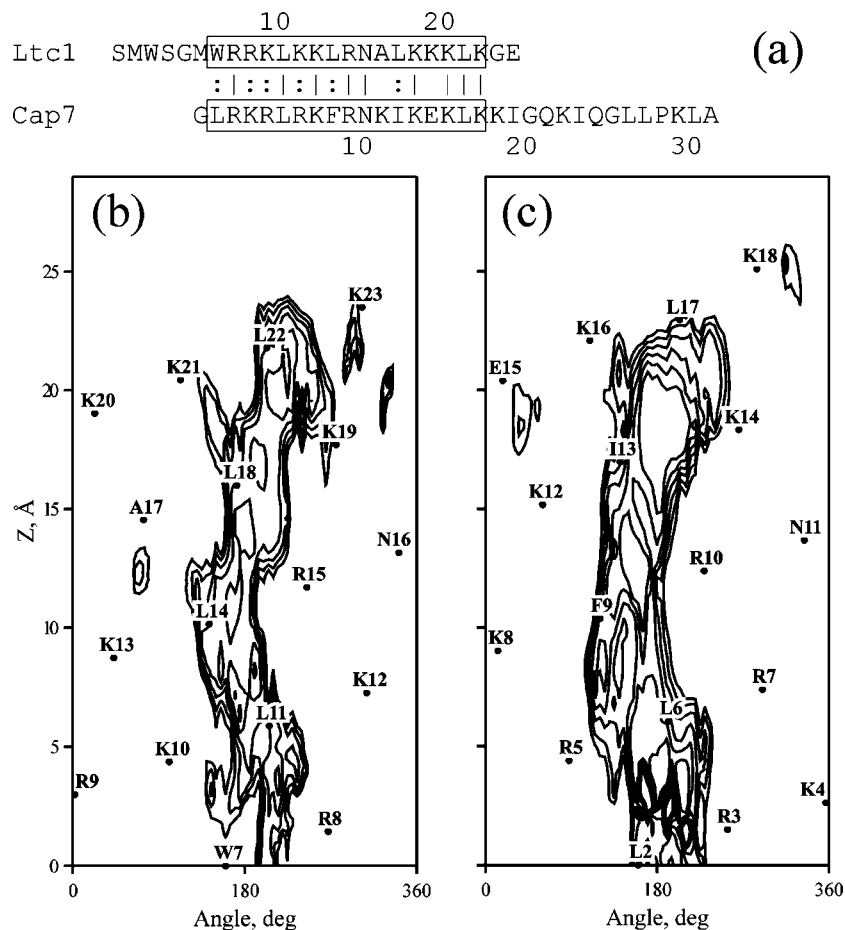 10 20
Ltc1 SMWSGMWRRKLKKLRNALKKKLKGE (a)
:|::|:|:|| :| |||
Cap7 GLRKRLRKFRNKIKEKLKKIGQKIQGLLPKLA
10 20 30
(b) (c)
K18
25
K23 L17
L22 K16
K21 E15
20
K20 K14
K19
L18 I13
K12
A17
15
N16 N11
R15 R10
L14 F9
10
K13 K8
K12 R7
L11 L6
5
K10 R5
R9 K4
R8 R3
W7 L2
0
Z, Å
0 180 360 0 180 360
Angle, deg Angle, deg